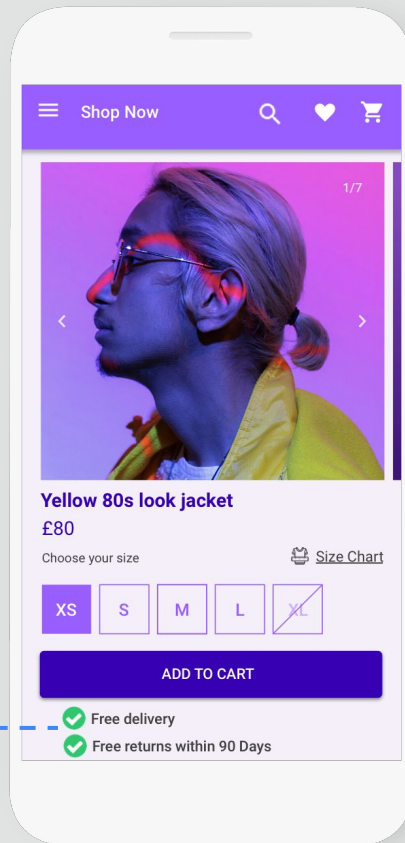 Shop Now
1/7
Yellow 80s look jacket
£80
Choose your size
Size Chart
XS S M L XL
ADD TO CART
Free delivery
Free returns within 90 Days